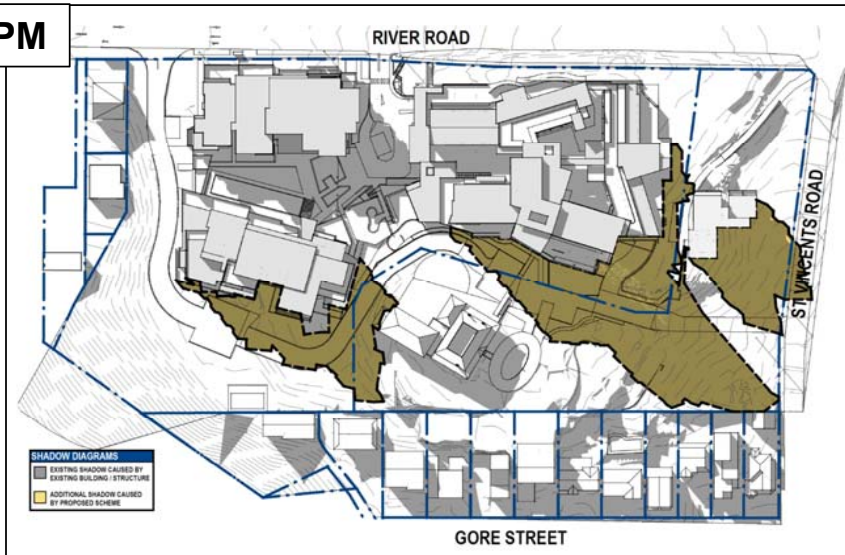 PM
RIVER ROAD
ST VINCENTS ROAD
SHADOW DIAGRAMS
EXISTING SHADOW CAUSED BY
EXISTING BUILDING / STRUCTURE
ADDITIONAL SHADOW CAUSED
BY PROPOSED SCHEME
GORE STREET